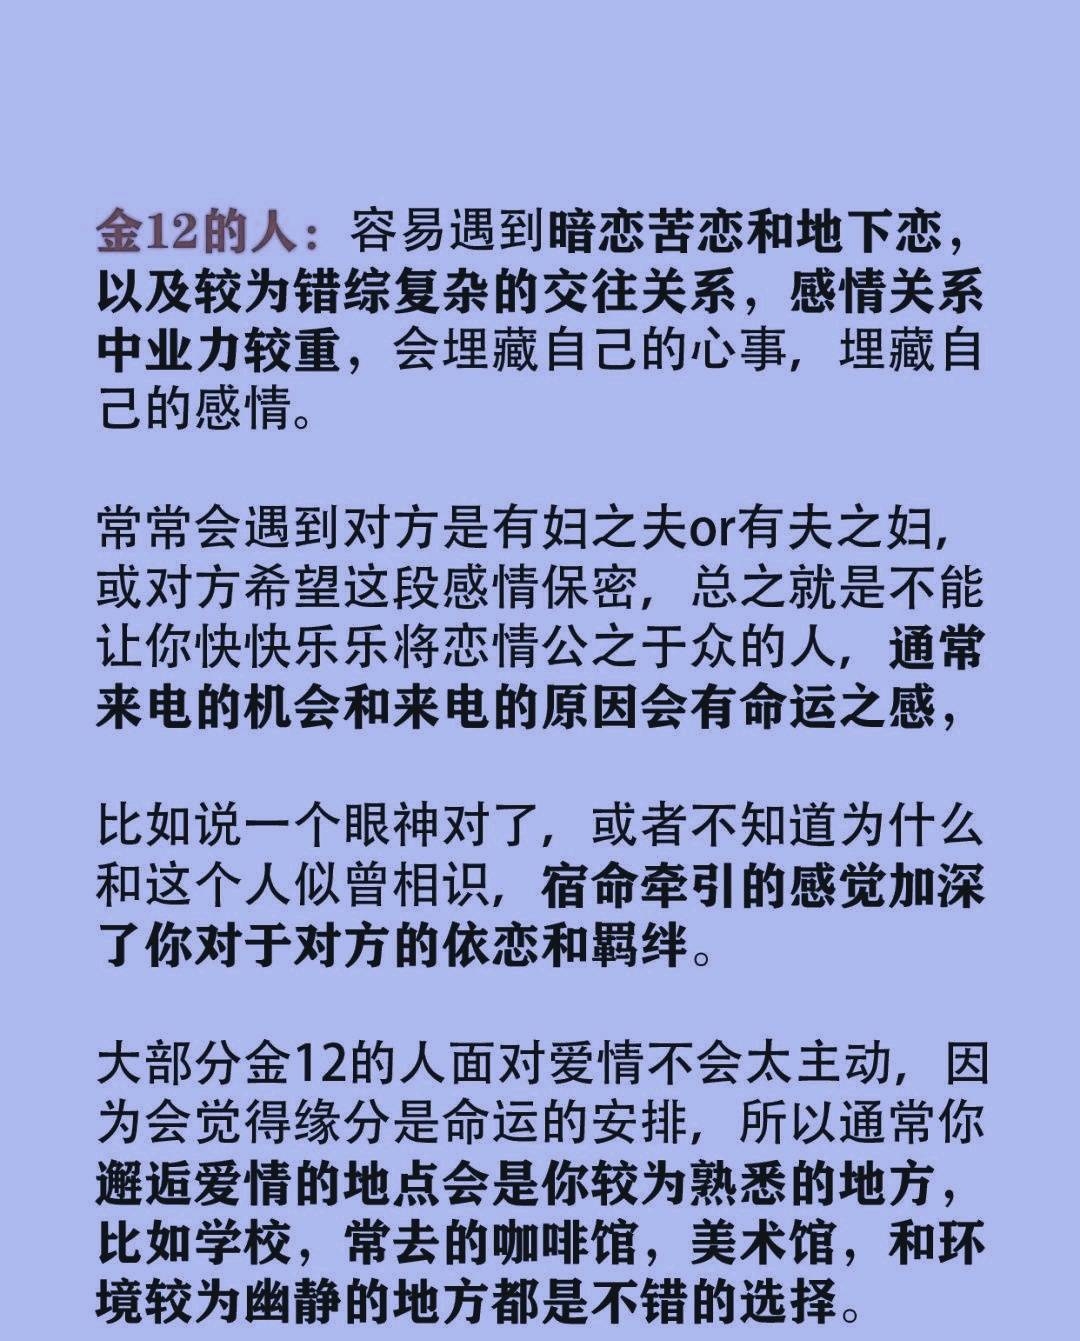 金12的人：容易遇到暗恋苦恋和地下恋，
以及较为错综复杂的交往关系，感情关系
中业力较重，会埋藏自己的心事，埋藏自
己的感情。
常常会遇到对方是有妇之夫or有夫之妇，
或对方希望这段感情保密，总之就是不能
让你快快乐乐将恋情公之于众的人，通常
来电的机会和来电的原因会有命运之感，
比如说一个眼神对了，或者不知道为什么
和这个人似曾相识，宿命牵引的感觉加深
了你对于对方的依恋和羁绊。
大部分金12的人面对爱情不会太主动，因
为会觉得缘分是命运的安排，所以通常你
邂逅爱情的地点会是你较为熟悉的地方，
比如学校，常去的咖啡馆，美术馆，和环
境较为幽静的地方都是不错的选择。